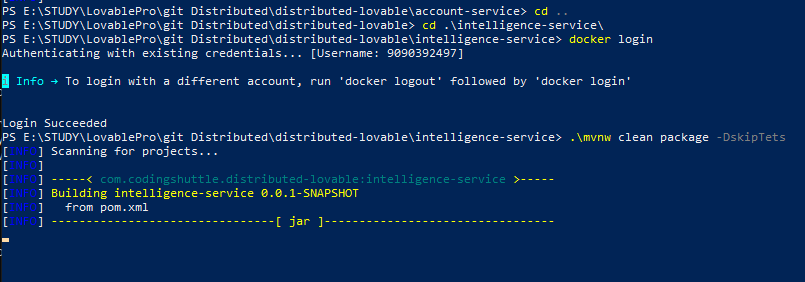 PS E:\STUDY\LovablePro\git Distributed\distributed-lovable\account-service> cd ..
PS E:\STUDY\LovablePro\git Distributed\distributed-lovable> cd .\intelligence-service\
PS E:\STUDY\LovablePro\git Distributed\distributed-lovable\intelligence-service> docker login
Authenticating with existing credentials... [Username: 9090392497]
i Info → To login with a different account, run 'docker logout' followed by 'docker login'
Login Succeeded
PS E:\STUDY\LovablePro\git Distributed\distributed-lovable\intelligence-service> .\mvnw clean package -DskipTets
[INFO] Scanning for projects...
[INFO]
[INFO] -----< com.codingshuttle.distributed-lovable:intelligence-service >-----
[INFO] Building intelligence-service 0.0.1-SNAPSHOT
[INFO]   from pom.xml
[INFO] --------------------------------[ jar ]---------------------------------